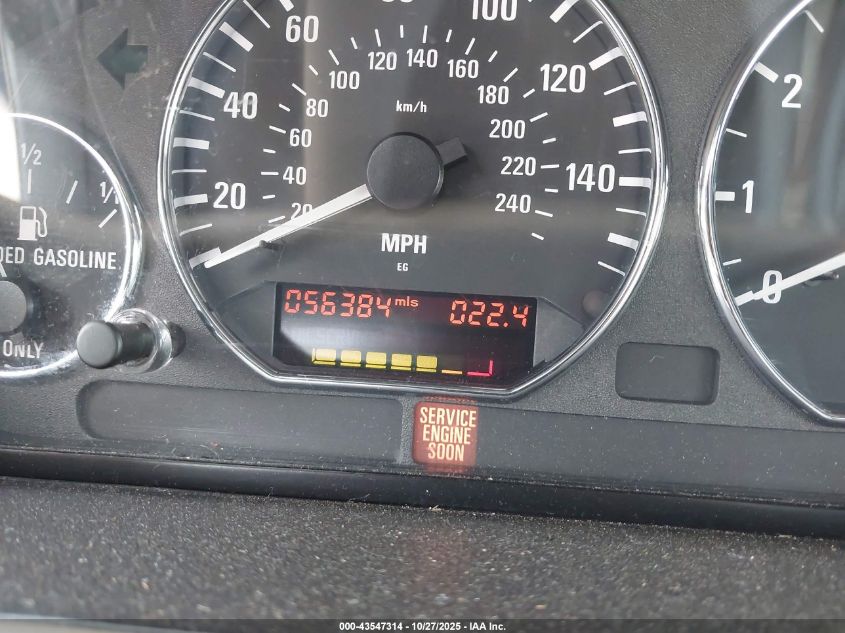 80
100
60
120
40
140
20
100 120 140 160 180
80
60
40
20
200
220
240
km/h
MPH
EG
056384 mls 022.4
SERVICE
ENGINE
SOON
1/2
GASOLINE
ONLY
2
1
0
000-43547314 - 10/27/2025 - IAA Inc.